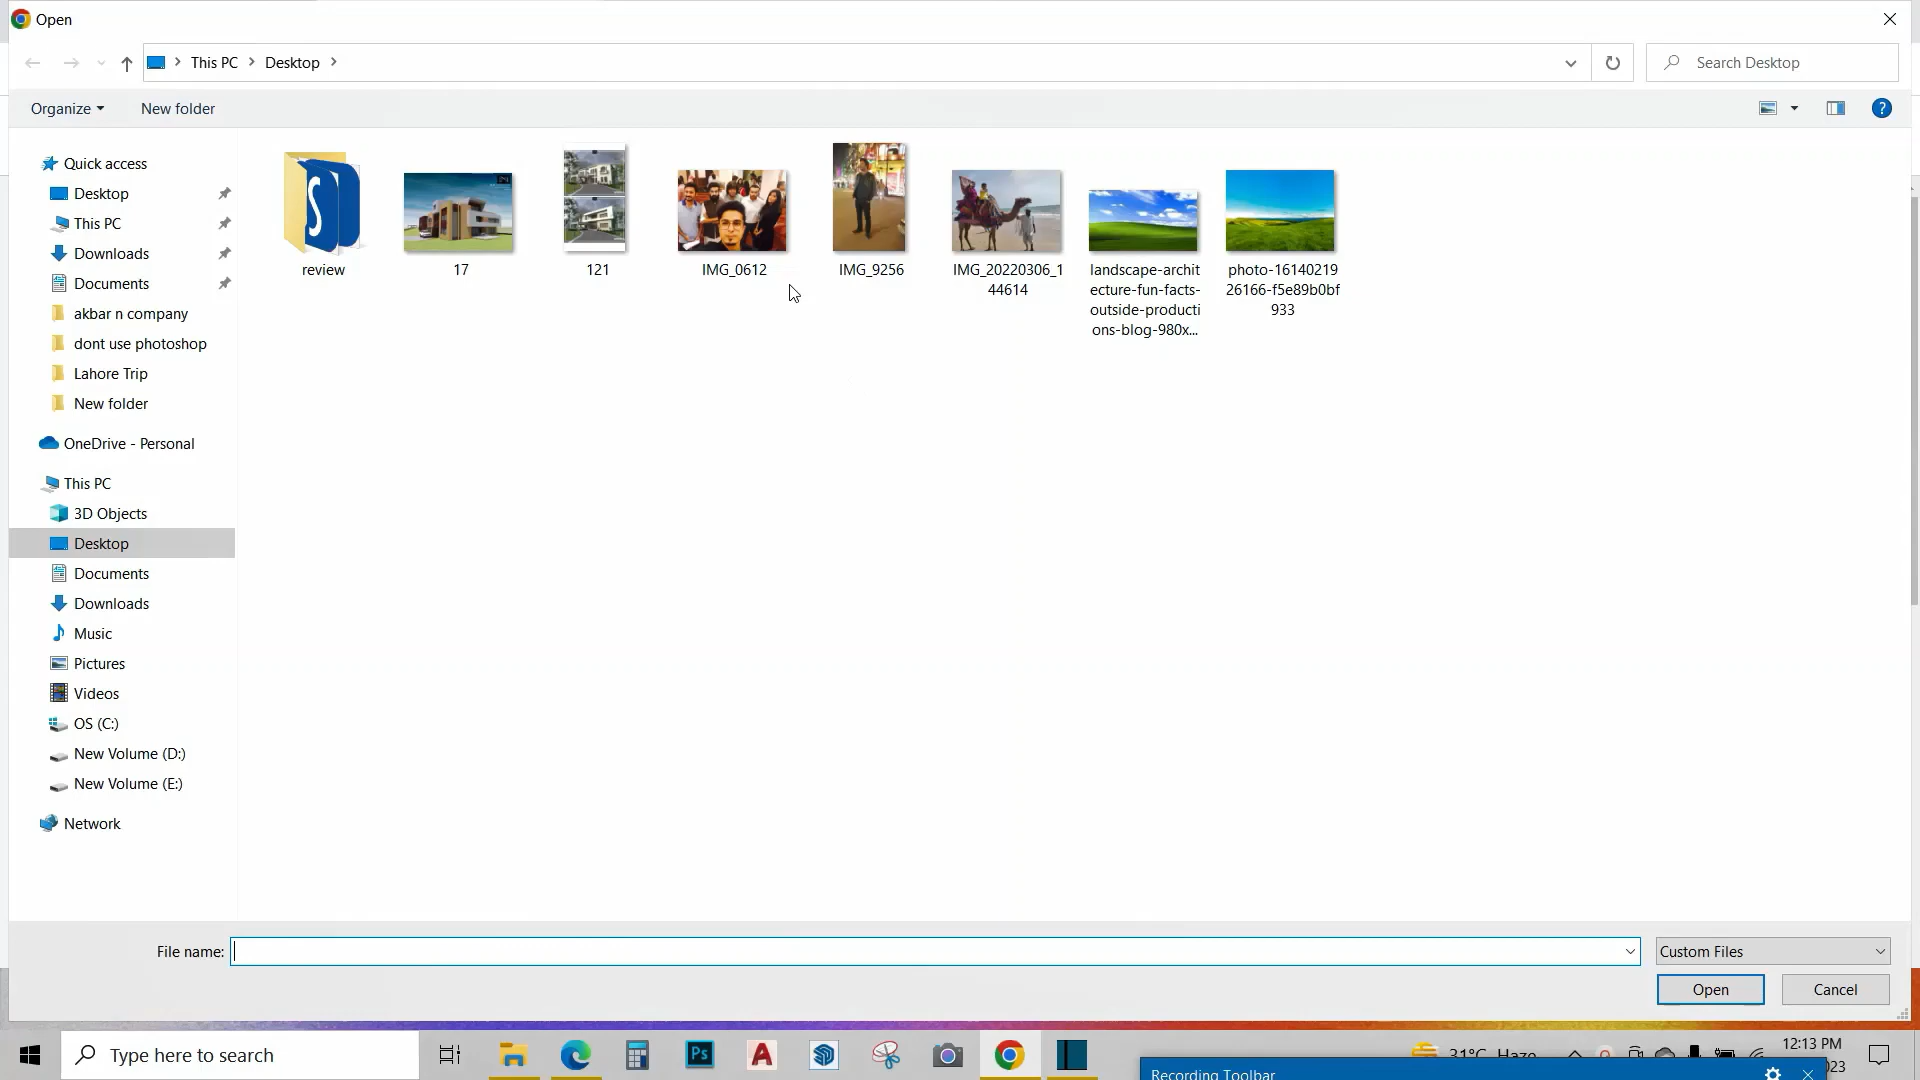 Open
This PC
Desktop
Search Desktop
Organize
New folder
Quick access
Desktop
This PC
Downloads
Documents
akbar n company
dont use photoshop
Lahore Trip
New folder
OneDrive - Personal
This PC
3D Objects
Desktop
Documents
Downloads
Music
Pictures
Videos
OS (C:)
New Volume (D:)
New Volume (E:)
Network
review
17
121
IMG_0612
IMG_9256
IMG_20220306_1
44614
landscape-archit
ecture-fun-facts-
outside-producti
ons-blog-980x...
photo-16140219
26166-f5e89b0bf
933
File name:
Custom Files
Open
Cancel
Type here to search
Ps
31°C Haze
12:13 PM
023
Recording Toolbar